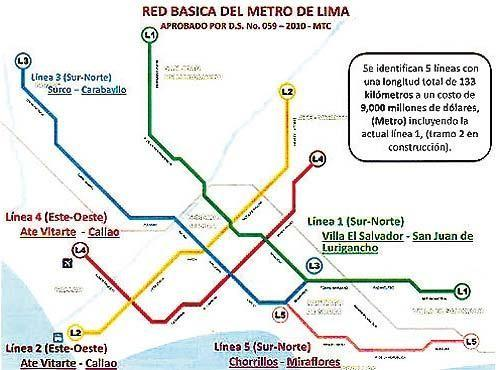 RED BASICA DEL METRO DE LIMA
APROBADO POR D.S. No. 059 – 2010 - MTC
L1
L3
Línea 3 (Sur-Norte)
Surco – Carabayllo
Se identifican 5 líneas con
una longitud total de 133
kilómetros a un costo de
9,000 millones de dólares,
(Metro) incluyendo la
actual línea 1, (tramo 2 en
construcción).
L2
L4
Línea 4 (Este-Oeste)
Ate Vitarte - Callao
L4
Línea 1 (Sur-Norte)
Villa El Salvador - San Juan de
Lurigancho
L3
L1
L5
L2
L5
Línea 2 (Este-Oeste)
Ate Vitarte - Callao
Línea 5 (Sur-Norte)
Chorrillos - Miraflores